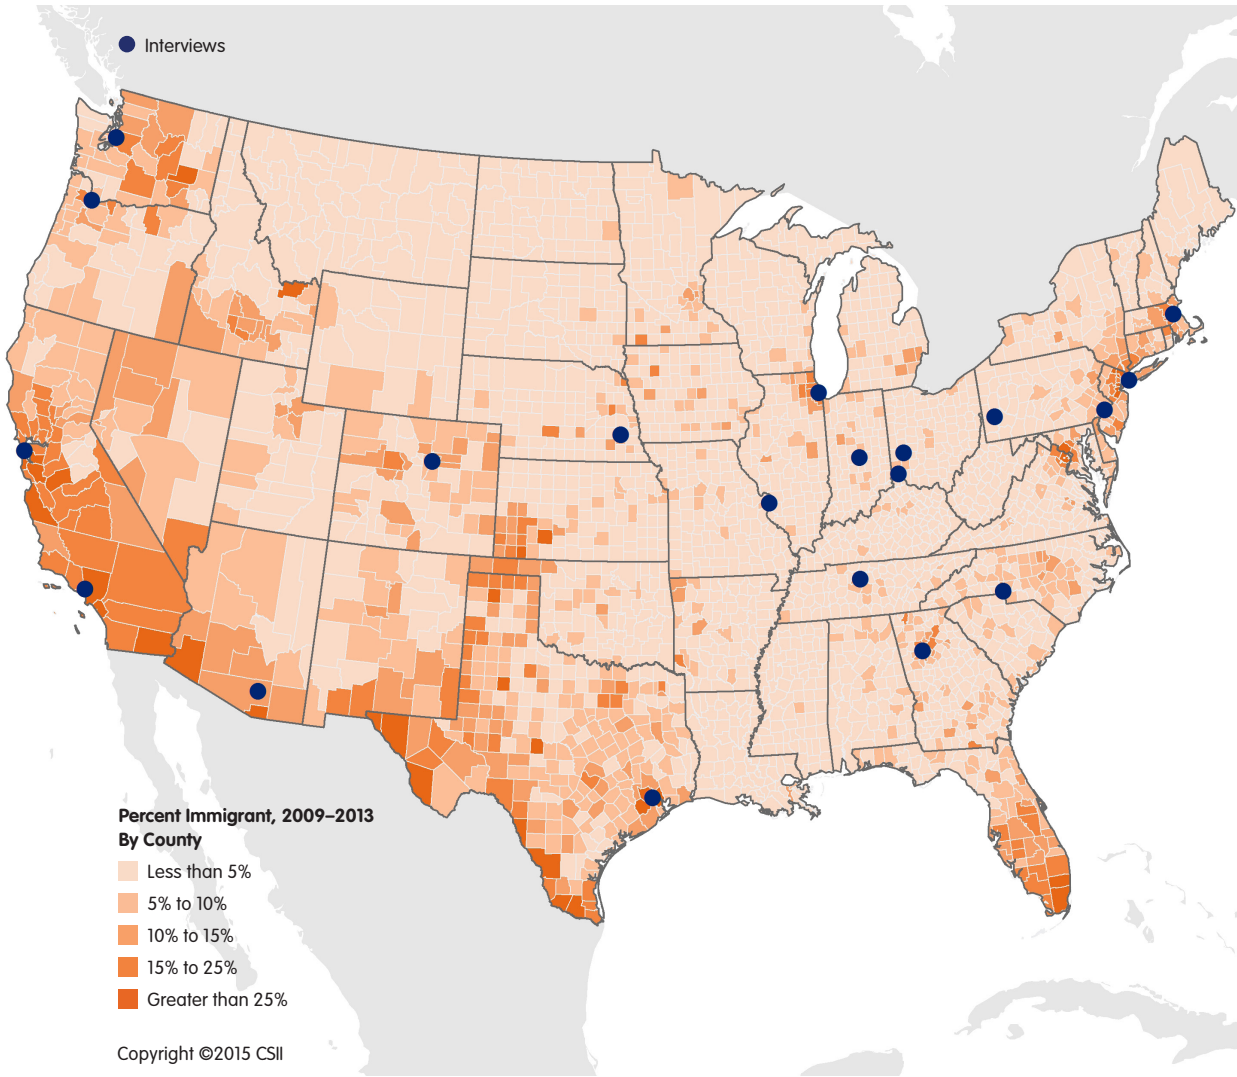 Interviews
Percent Immigrant, 2009–2013
By County
Less than 5%
5% to 10%
10% to 15%
15% to 25%
Greater than 25%
Copyright ©2015 CSII